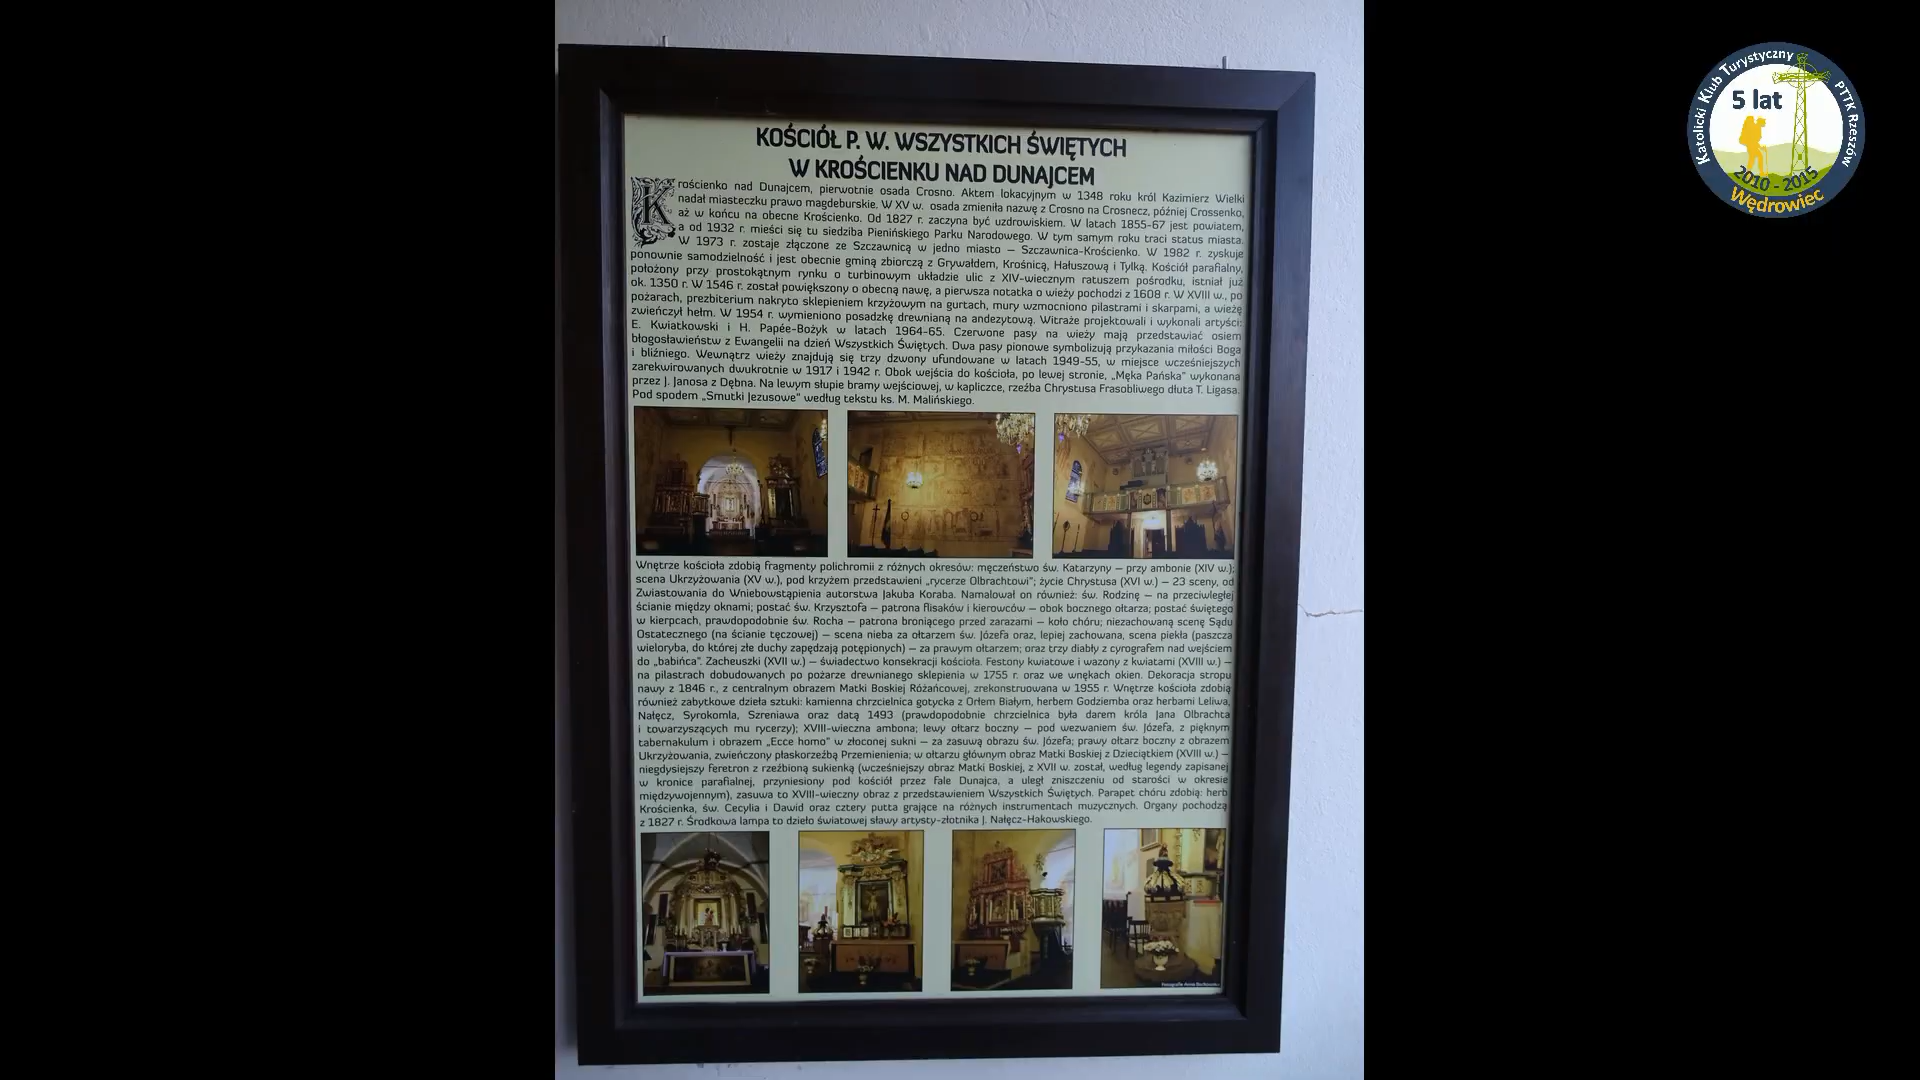 KOŚCIÓŁ P. W. WSZYSTKICH ŚWIĘTYCH
W KROŚCIENKU NAD DUNAJCEM
Krościenko nad Dunajcem, pierwotnie osada Crosno. Aktem lokacyjnym w 1348 roku król Kazimierz Wielki
nadał miasteczku prawo magdeburskie. W XV w. osada zmieniła nazwę z Crosno na Crosnecz, później Crossenko,
aż w końcu na obecne Krościenko. Od 1827 r. zaczyna być uzdrowiskiem. W latach 1855-67 jest powiatem,
a od 1932 r. mieści się tu siedziba Pienińskiego Parku Narodowego. W tym samym roku traci status miasta.
W 1973 r. zostaje złączone ze Szczawnicą w jedno miasto – Szczawnica-Krościenko. W 1982 r. zyskuje
ponownie samodzielność i jest obecnie gminą zbiorczą z Grywałdem, Krośnicą, Hałuszową i Tylką. Kościół parafialny,
położony przy prostokątnym rynku o turbinowym układzie ulic z XIV-wiecznym ratuszem pośrodku, istniał już
ok. 1350 r. W 1546 r. został powiększony o obecną nawę, a pierwsza notatka o wieży pochodzi z 1608 r. W XVIII w., po
pożarach, prezbiterium nakryto sklepieniem krzyżowym na gurtach, mury wzmocniono pilastrami i skarpami, a wieżę
zwieńczył hełm. W 1954 r. wymieniono posadzkę drewnianą na andezytową. Witraże projektowali i wykonali artyści:
E. Kwiatkowski i H. Papée-Bożyk w latach 1964-65. Czerwone pasy na wieży mają przedstawiać osiem
błogosławieństw z Ewangelii na dzień Wszystkich Świętych. Dwa pasy pionowe symbolizują przykazania miłości Boga
i bliźniego. Wewnątrz wieży znajdują się trzy dzwony ufundowane w latach 1949-55, w miejsce wcześniejszych
zarekwirowanych dwukrotnie w 1917 i 1942 r. Obok wejścia do kościoła, po lewej stronie, „Męka Pańska” wykonana
przez J. Janosa z Dębna. Na lewym słupie bramy wejściowej, w kapliczce, rzeźba Chrystusa Frasobliwego dłuta T. Ligasa.
Pod spodem „Smutki Jezusowe” według tekstu ks. M. Malińskiego.
Wnętrze kościoła zdobią fragmenty polichromii z różnych okresów: męczeństwo św. Katarzyny – przy ambonie (XIV w.);
scena Ukrzyżowania (XV w.), pod krzyżem przedstawieni „rycerze Olbrachtowi”; życie Chrystusa (XVI w.) – 23 sceny, od
Zwiastowania do Wniebowstąpienia autorstwa Jakuba Koraba. Namalował on również: św. Rodzinę – na przeciwległej
ścianie między oknami; postać św. Krzysztofa – patrona flisaków i kierowców – obok bocznego ołtarza; postać świętego
w kierpcach, prawdopodobnie św. Rocha – patrona broniącego przed zarazami – koło chóru; niezachowaną scenę Sądu
Ostatecznego (na ścianie tęczowej) – scena nieba za ołtarzem św. Józefa oraz, lepiej zachowana, scena piekła (paszcza
wieloryba, do której złe duchy zapędzają potępionych) – za prawym ołtarzem; oraz trzy diabły z cyrografem nad wejściem
do „babińca”. Zacheuszki (XVII w.) – świadectwo konsekracji kościoła. Festony kwiatowe i wazony z kwiatami (XVIII w.) –
na pilastrach dobudowanych po pożarze drewnianego sklepienia w 1755 r. oraz we wnękach okien. Dekoracja stropu
nawy z 1846 r., z centralnym obrazem Matki Boskiej Różańcowej, zrekonstruowana w 1955 r. Wnętrze kościoła zdobią
również zabytkowe dzieła sztuki: kamienna chrzcielnica gotycka z Orłem Białym, herbem Godziemba oraz herbami Leliwa,
Nałęcz, Syrokomla, Szreniawa oraz datą 1493 (prawdopodobnie chrzcielnica była darem króla Jana Olbrachta
i towarzyszących mu rycerzy); XVIII-wieczna ambona; lewy ołtarz boczny – pod wezwaniem św. Józefa, z pięknym
tabernakulum i obrazem „Ecce homo” w złoconej sukni – za zasuwą obrazu św. Józefa; prawy ołtarz boczny z obrazem
Ukrzyżowania, zwieńczony płaskorzeźbą Przemienienia; w ołtarzu głównym obraz Matki Boskiej z Dzieciątkiem (XVIII w.) –
niegdysiejszy feretron z rzeźbioną sukienką (wcześniejszy obraz Matki Boskiej, z XVII w. został, według legendy zapisanej
w kronice parafialnej, przyniesiony pod kościół przez fale Dunajca, a uległ zniszczeniu od starości w okresie
międzywojennym), zasuwa to XVIII-wieczny obraz z przedstawieniem Wszystkich Świętych. Parapet chóru zdobią: herb
Krościenka, św. Cecylia i Dawid oraz cztery putta grające na różnych instrumentach muzycznych. Organy pochodzą
z 1827 r. Środkowa lampa to dzieło światowej sławy artysty-złotnika J. Nałęcz-Hakowskiego.
Fotografie Anna
Katolicki Klub Turystyczny PTTK Rzeszów
5 lat
2010 - 2015
Wędrowiec